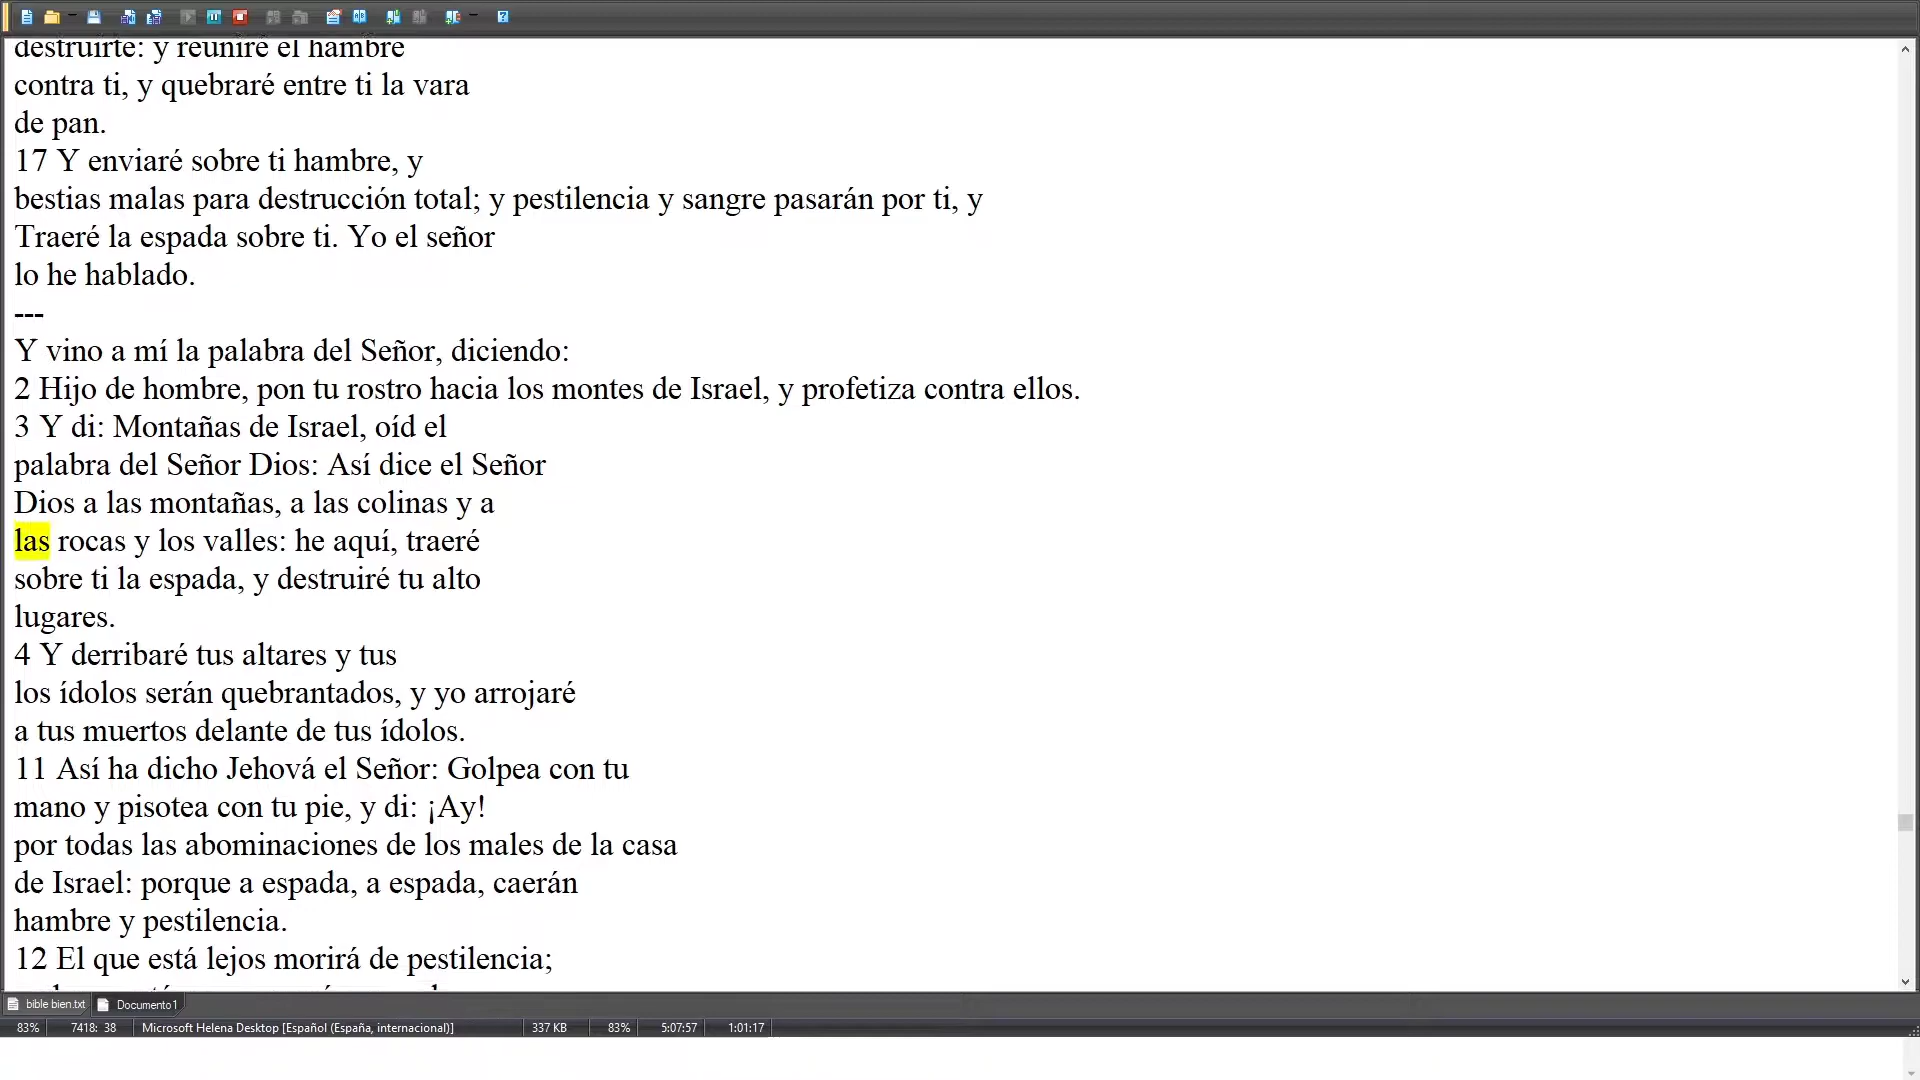 destruirte: y reuniré el hambre
contra ti, y quebraré entre ti la vara
de pan.
17 Y enviaré sobre ti hambre, y
bestias malas para destrucción total; y pestilencia y sangre pasarán por ti, y
Traeré la espada sobre ti. Yo el señor
lo he hablado.
---
Y vino a mí la palabra del Señor, diciendo:
2 Hijo de hombre, pon tu rostro hacia los montes de Israel, y profetiza contra ellos.
3 Y di: Montañas de Israel, oíd el
palabra del Señor Dios: Así dice el Señor
Dios a las montañas, a las colinas y a
las rocas y los valles: he aquí, traeré
sobre ti la espada, y destruiré tu alto
lugares.
4 Y derribaré tus altares y tus
los ídolos serán quebrantados, y yo arrojaré
a tus muertos delante de tus ídolos.
11 Así ha dicho Jehová el Señor: Golpea con tu
mano y pisotea con tu pie, y di: ¡Ay!
por todas las abominaciones de los males de la casa
de Israel: porque a espada, a espada, caerán
hambre y pestilencia.
12 El que está lejos morirá de pestilencia;
bible bien.txt Documento1
83% 7418: 38 Microsoft Helena Desktop [Español (España, internacional)] 337 KB 83% 5:07:57 1:01:17